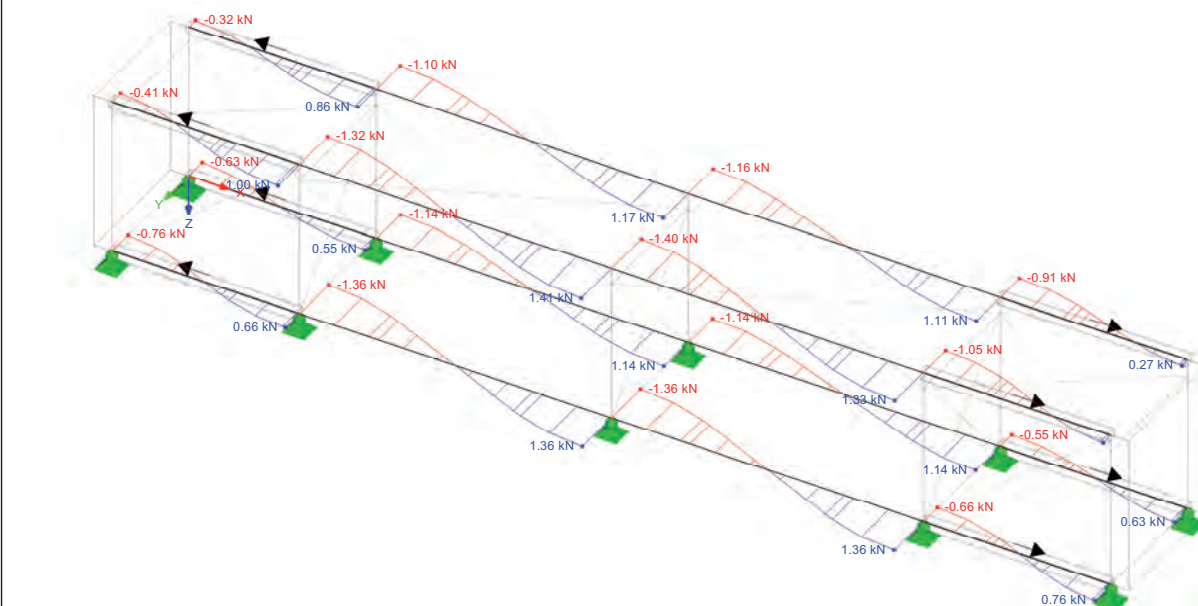 -0.32 kN
-1.10 kN
-0.41 kN
0.86 kN
-1.32 kN
-0.63 kN
-1.16 kN
1.00 kN
X
Y
Z
-1.14 kN
1.17 kN
-0.76 kN
-1.40 kN
0.55 kN
-0.91 kN
-1.36 kN
1.41 kN
-1.14 kN
1.11 kN
0.66 kN
-1.05 kN
1.14 kN
0.27 kN
-1.36 kN
1.33 kN
-0.55 kN
1.36 kN
1.14 kN
-0.66 kN
0.63 kN
1.36 kN
0.76 kN